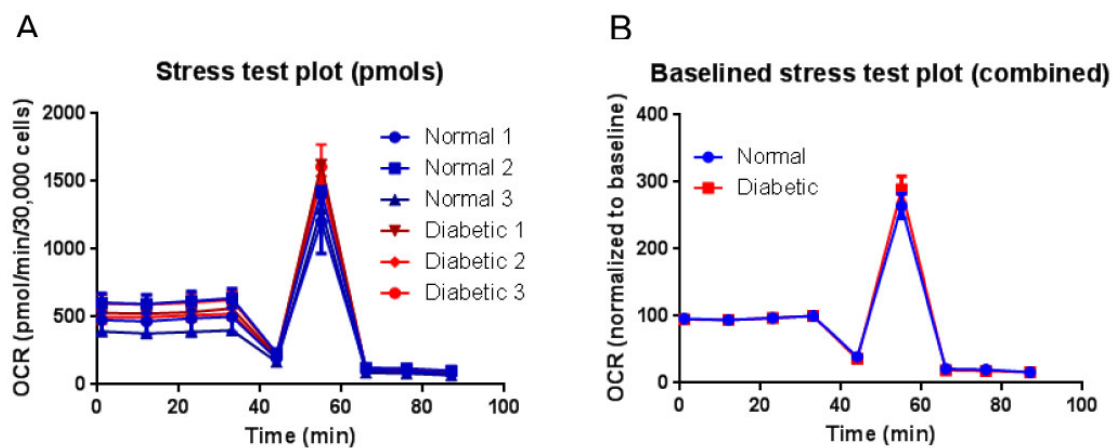 A
Stress test plot (pmols)
OCR (pmol/min/30,000 cells)
2000
1500
1000
500
0
Normal 1
Normal 2
Normal 3
Diabetic 1
Diabetic 2
Diabetic 3
0 20 40 60 80 100
Time (min)
B
Baselined stress test plot (combined)
OCR (normalized to baseline)
400
300
200
100
0
Normal
Diabetic
0 20 40 60 80 100
Time (min)